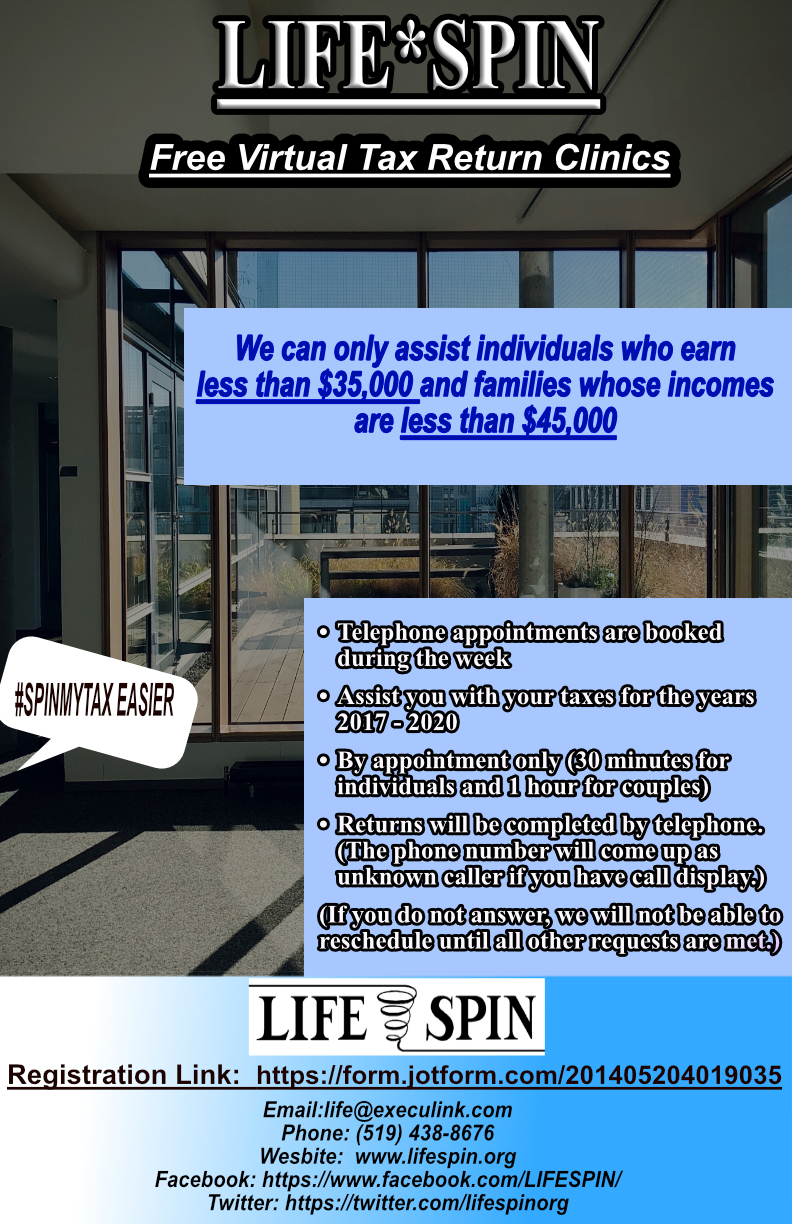 LIFE*SPIN
Free Virtual Tax Return Clinics
We can only assist individuals who earn
less than $35,000 and families whose incomes
are less than $45,000
• Telephone appointments are booked
during the week
• Assist you with your taxes for the years
2017 - 2020
• By appointment only (30 minutes for
individuals and 1 hour for couples)
• Returns will be completed by telephone.
(The phone number will come up as
unknown caller if you have call display.)
(If you do not answer, we will not be able to
reschedule until all other requests are met.)
#SPINMYTAX EASIER
LIFE SPIN
Registration Link:  https://form.jotform.com/201405204019035
Email:life@execulink.com
Phone: (519) 438-8676
Wesbite:  www.lifespin.org
Facebook: https://www.facebook.com/LIFESPIN/
Twitter: https://twitter.com/lifespinorg